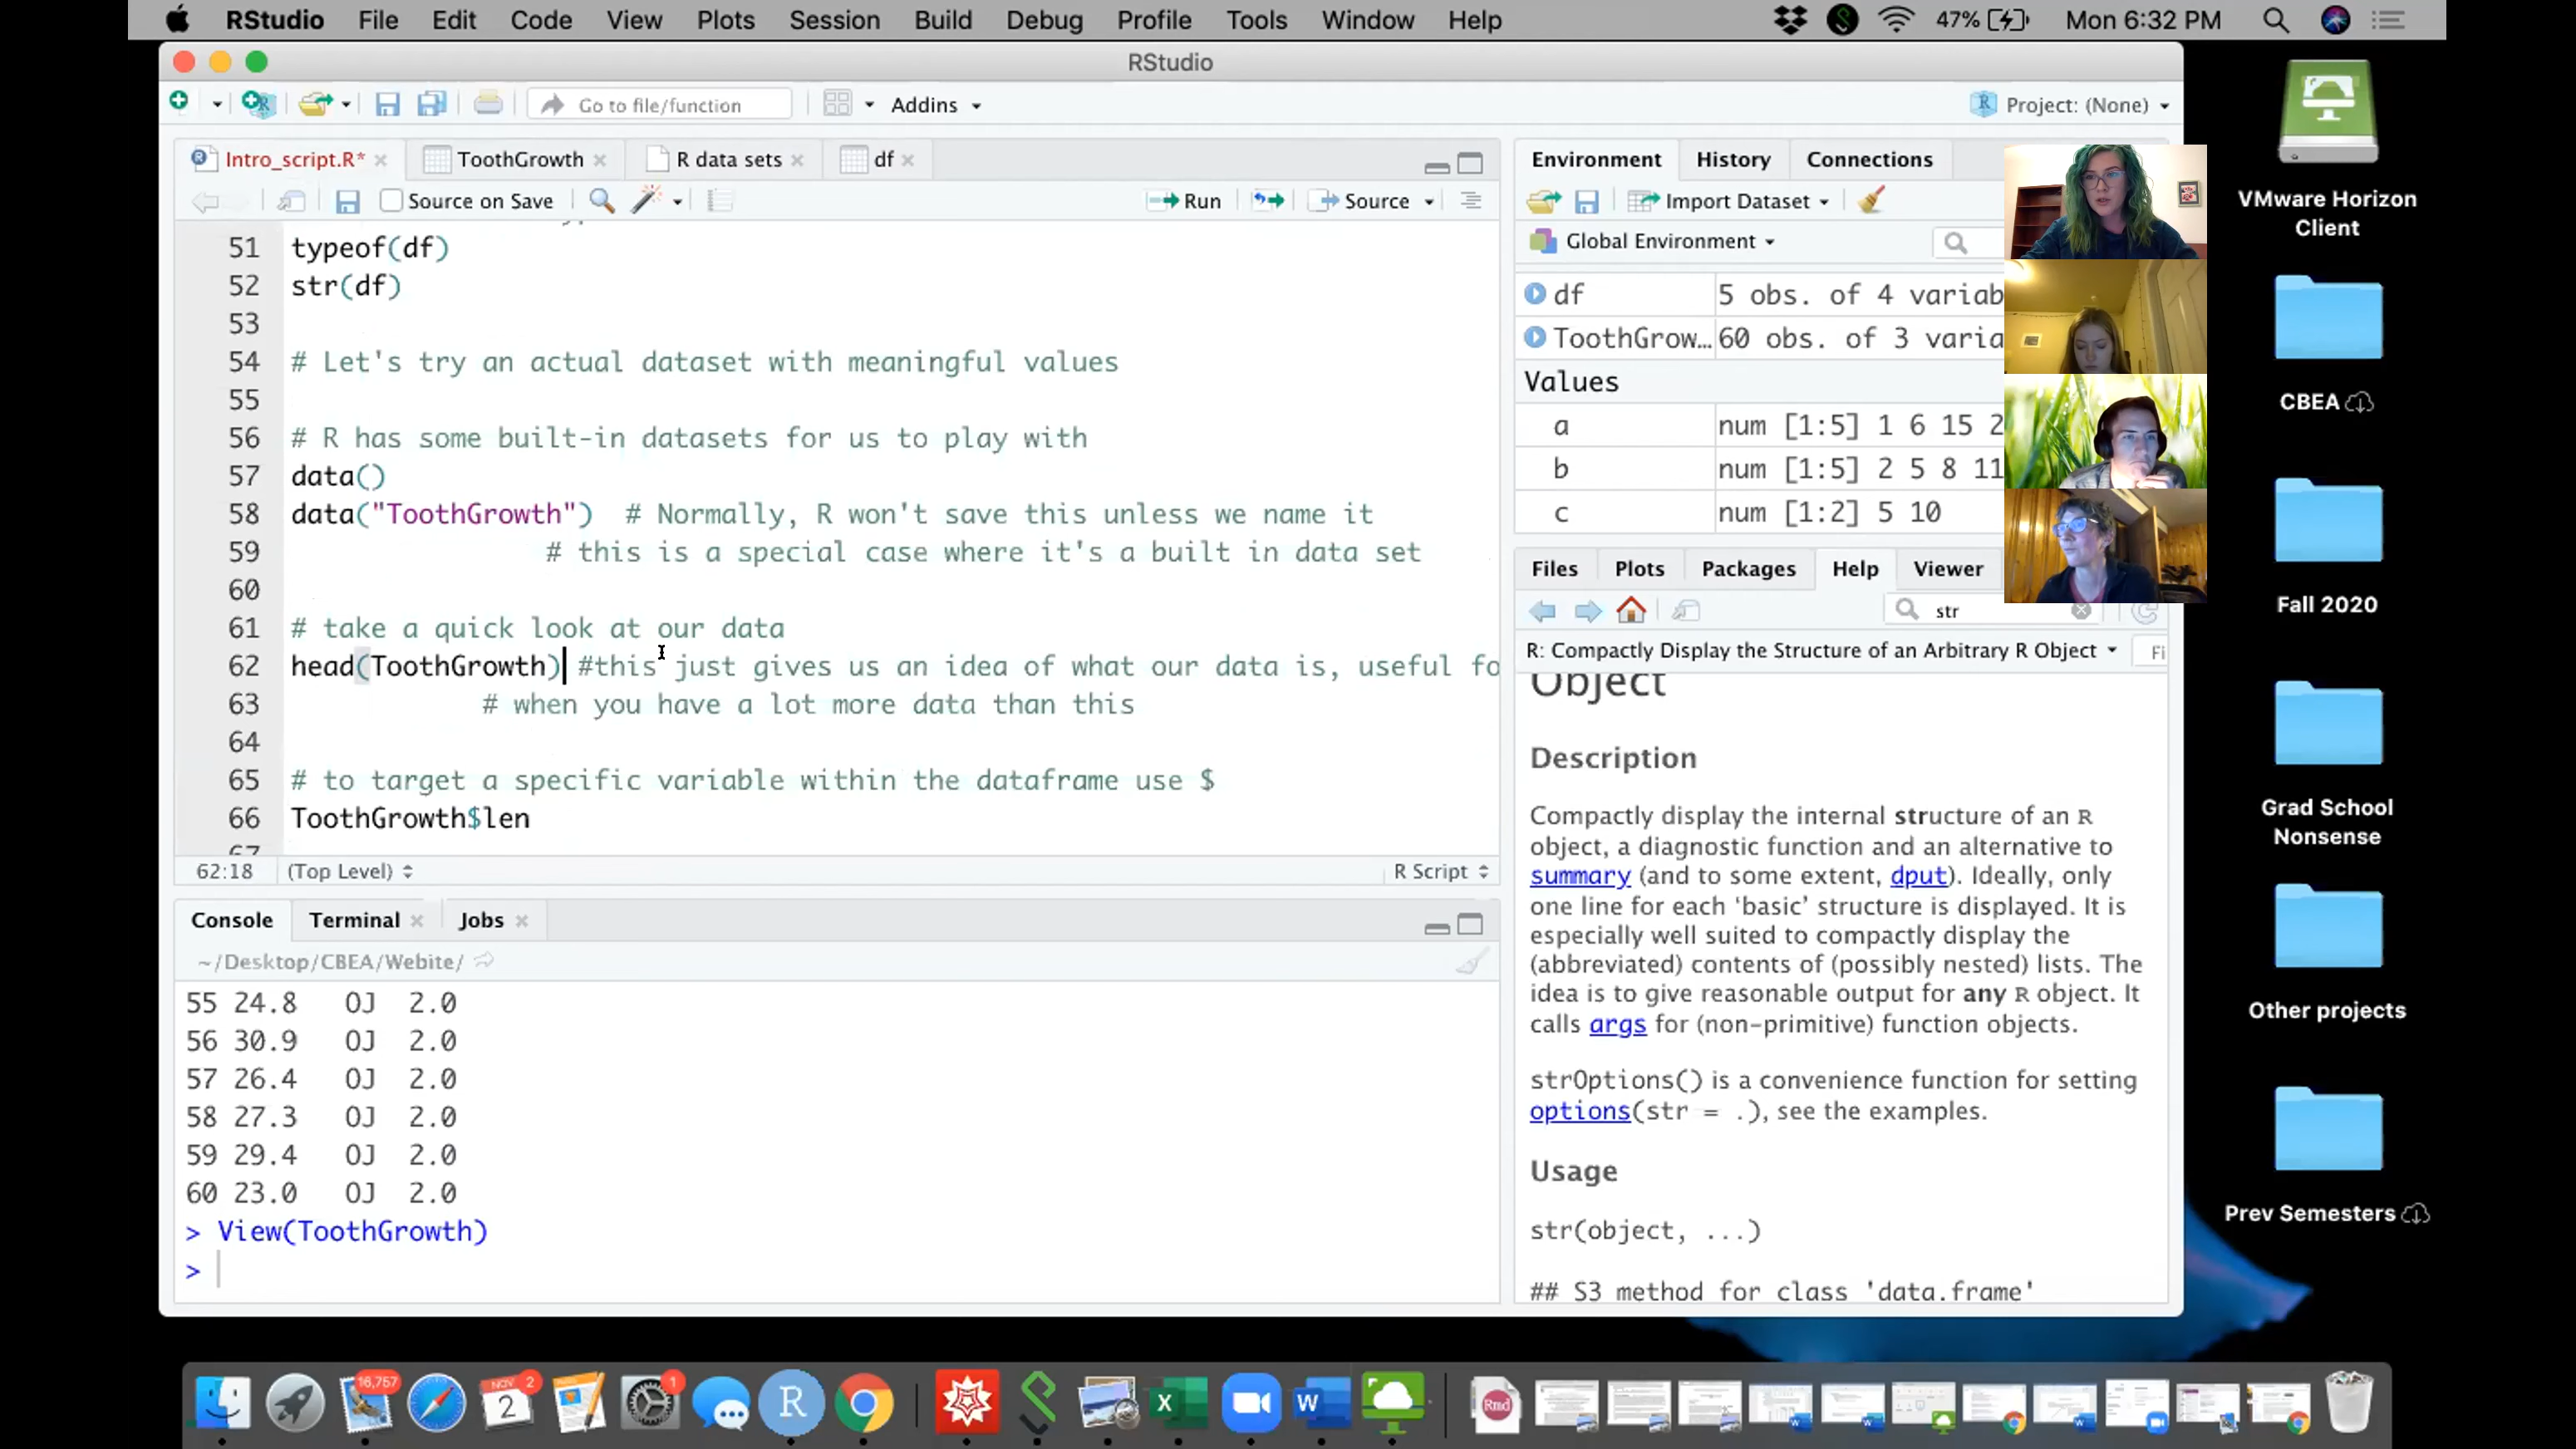 RStudio File Edit Code View Plots Session Build Debug Profile Tools Window Help 47% Mon 6:32 PM
RStudio
Go to file/function Addins Project: (None)
Intro_script.R* ToothGrowth R data sets df
Source on Save Run Source
51 typeof(df)
52 str(df)
53
54 # Let's try an actual dataset with meaningful values
55
56 # R has some built-in datasets for us to play with
57 data()
58 data("ToothGrowth") # Normally, R won't save this unless we name it
59 # this is a special case where it's a built in data set
60
61 # take a quick look at our data
62 head(ToothGrowth) #this just gives us an idea of what our data is, useful fo
63 # when you have a lot more data than this
64
65 # to target a specific variable within the dataframe use $
66 ToothGrowth$len
67
62:18 (Top Level) R Script
Console Terminal Jobs
~/Desktop/CBEA/Webite/
55 24.8 OJ 2.0
56 30.9 OJ 2.0
57 26.4 OJ 2.0
58 27.3 OJ 2.0
59 29.4 OJ 2.0
60 23.0 OJ 2.0
> View(ToothGrowth)
>
Environment History Connections
Import Dataset
Global Environment
df 5 obs. of 4 variab
ToothGrow… 60 obs. of 3 varia
Values
a num [1:5] 1 6 15 2
b num [1:5] 2 5 8 11
c num [1:2] 5 10
Files Plots Packages Help Viewer
str
R: Compactly Display the Structure of an Arbitrary R Object Fi
Object
Description
Compactly display the internal structure of an R
object, a diagnostic function and an alternative to
summary (and to some extent, dput). Ideally, only
one line for each ‘basic’ structure is displayed. It is
especially well suited to compactly display the
(abbreviated) contents of (possibly nested) lists. The
idea is to give reasonable output for any R object. It
calls args for (non-primitive) function objects.
strOptions() is a convenience function for setting
options(str = .), see the examples.
Usage
str(object, ...)
## S3 method for class 'data.frame'
VMware Horizon
Client
CBEA
Fall 2020
Grad School
Nonsense
Other projects
Prev Semesters
16,757
NOV 2
2
1
R
X
W
Rmd